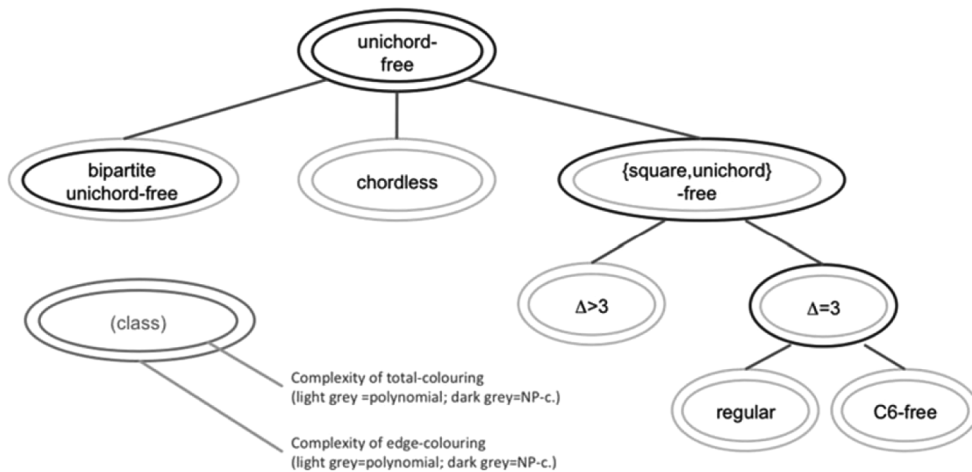 unichord-
free
bipartite
unichord-free
chordless
{square,unichord}
-free
Δ>3
Δ=3
(class)
Complexity of total-colouring
(light grey =polynomial; dark grey=NP-c.)
regular
C6-free
Complexity of edge-colouring
(light grey=polynomial; dark grey=NP-c.)